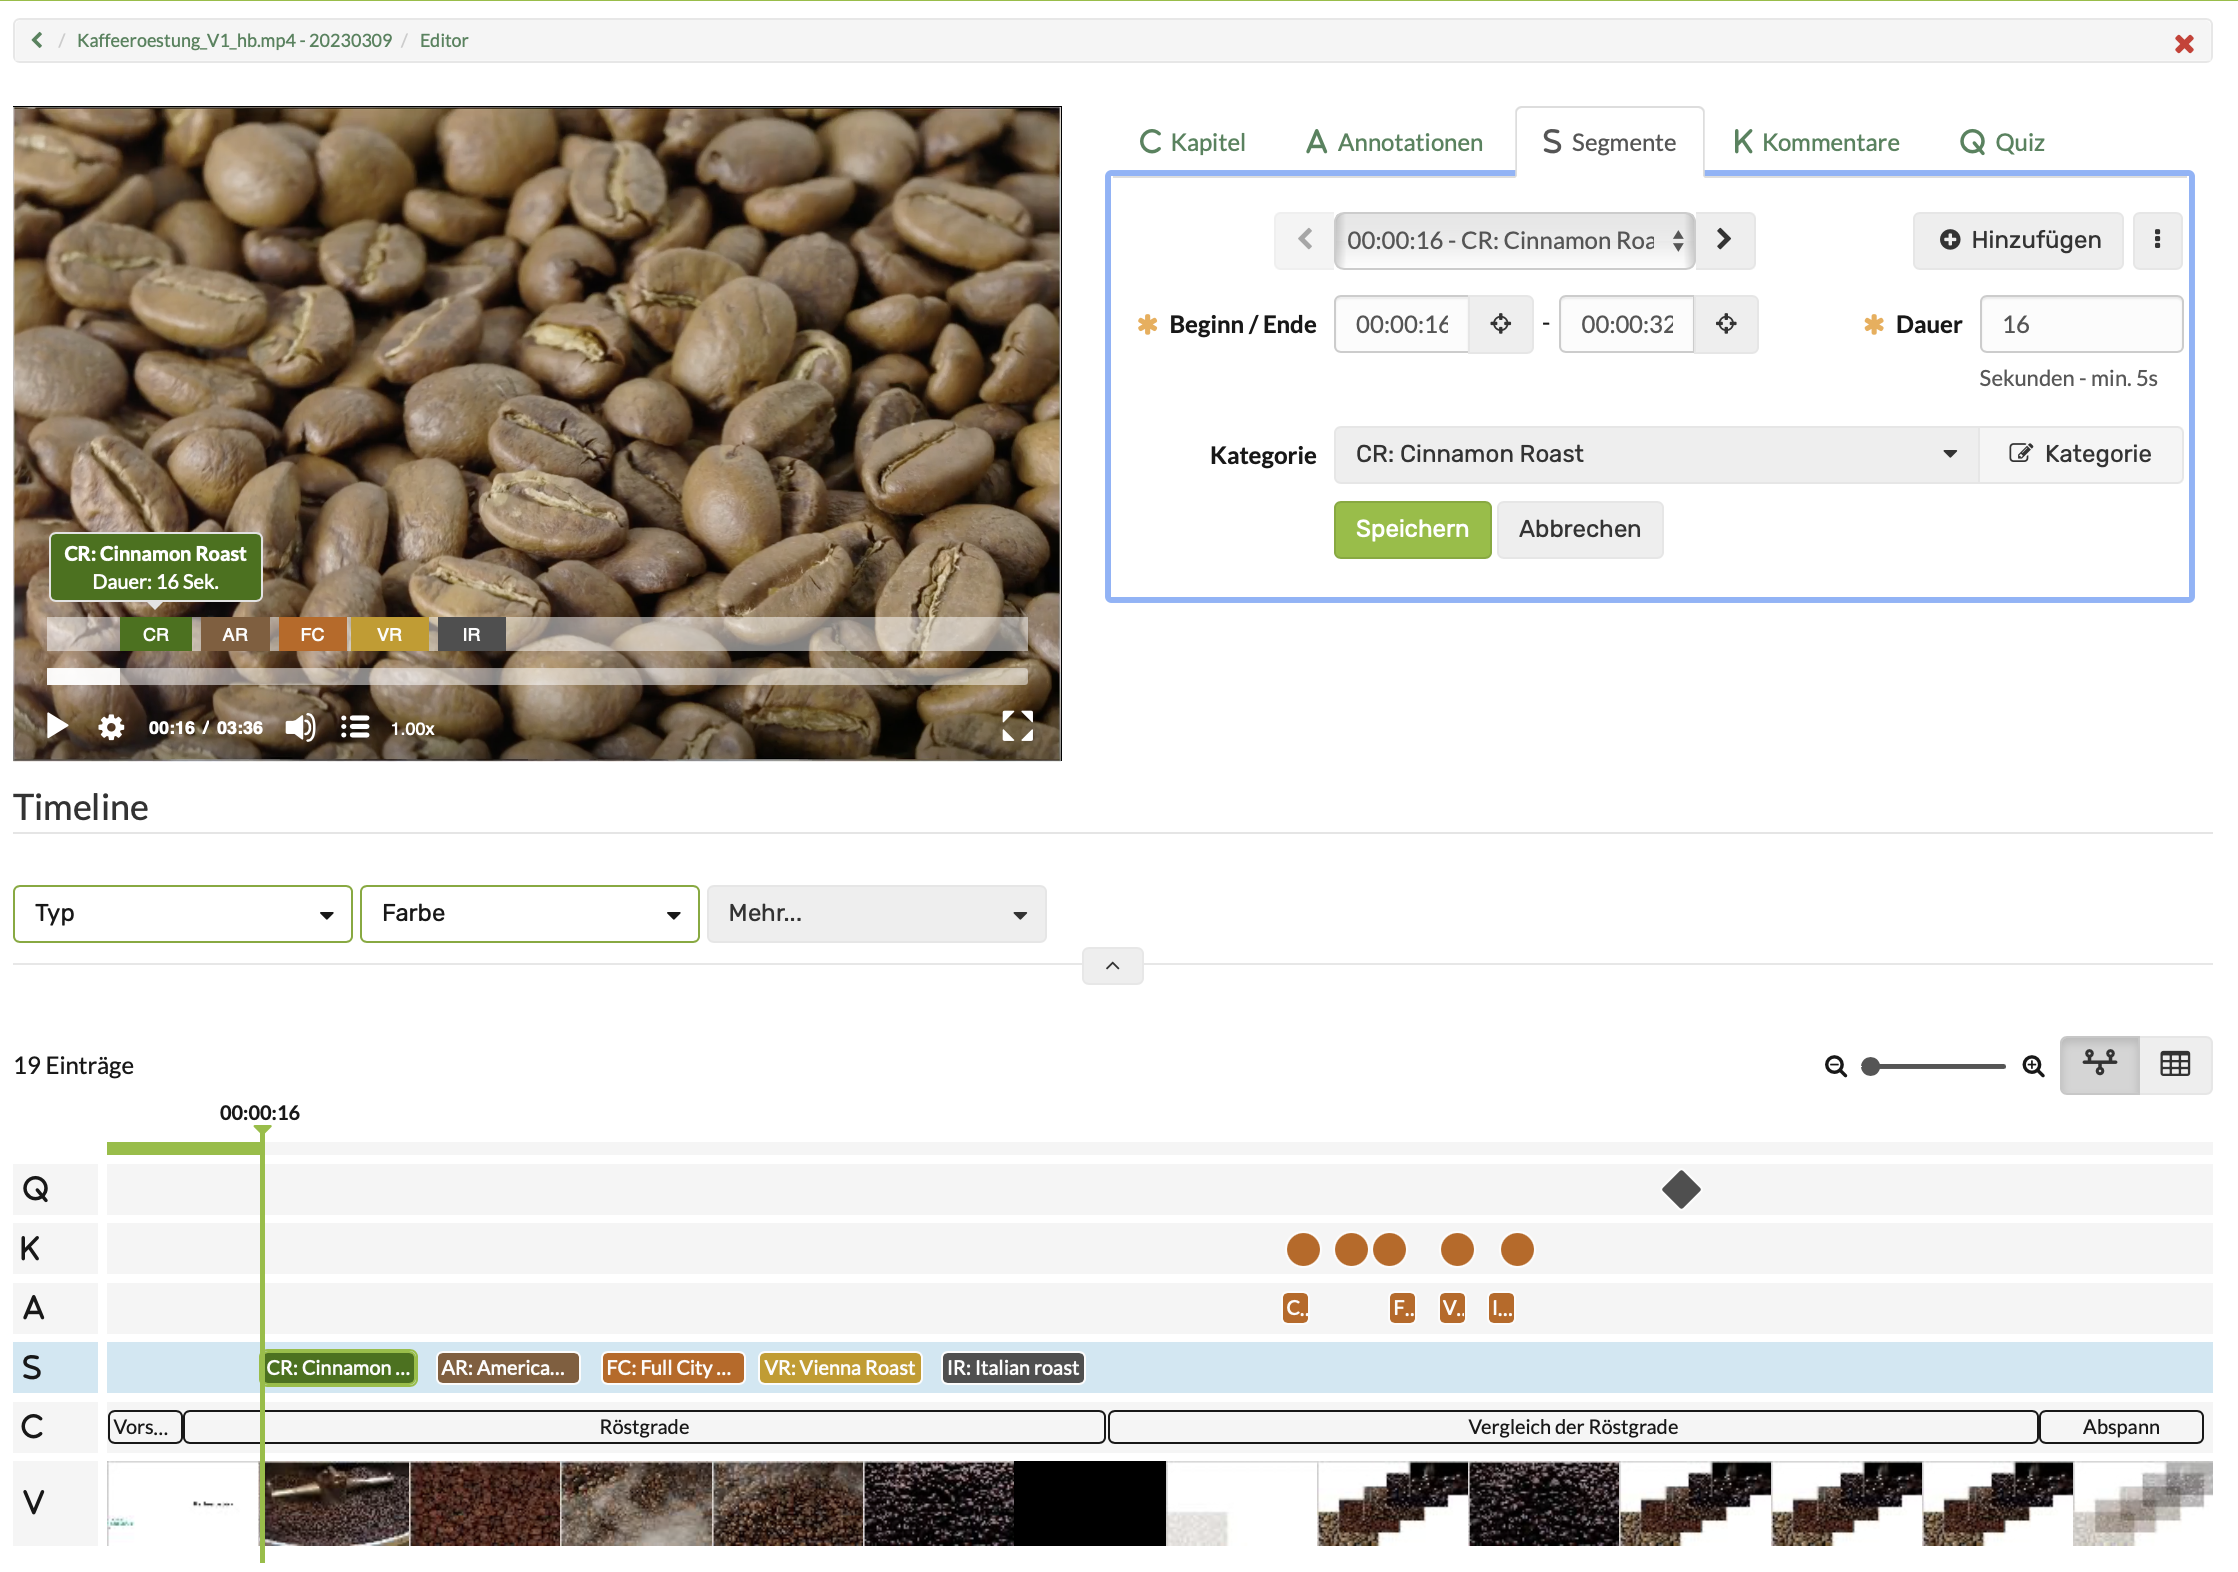 / Kaffeeroestung_V1_hb.mp4 - 20230309 / Editor
C Kapitel
A Annotationen
S Segmente
K Kommentare
Q Quiz
00:00:16 - CR: Cinnamon Roa
Hinzufügen
Beginn / Ende
00:00:16
-
00:00:32
Dauer
16
Sekunden - min. 5s
Kategorie
CR: Cinnamon Roast
Kategorie
Speichern
Abbrechen
CR: Cinnamon Roast
Dauer: 16 Sek.
CR
AR
FC
VR
IR
00:16 / 03:36
1.00x
Timeline
Typ
Farbe
Mehr...
19 Einträge
00:00:16
Q
K
A
C..
F..
V..
I...
S
CR: Cinnamon ...
AR: America...
FC: Full City ...
VR: Vienna Roast
IR: Italian roast
C
Vors...
Röstgrade
Vergleich der Röstgrade
Abspann
V